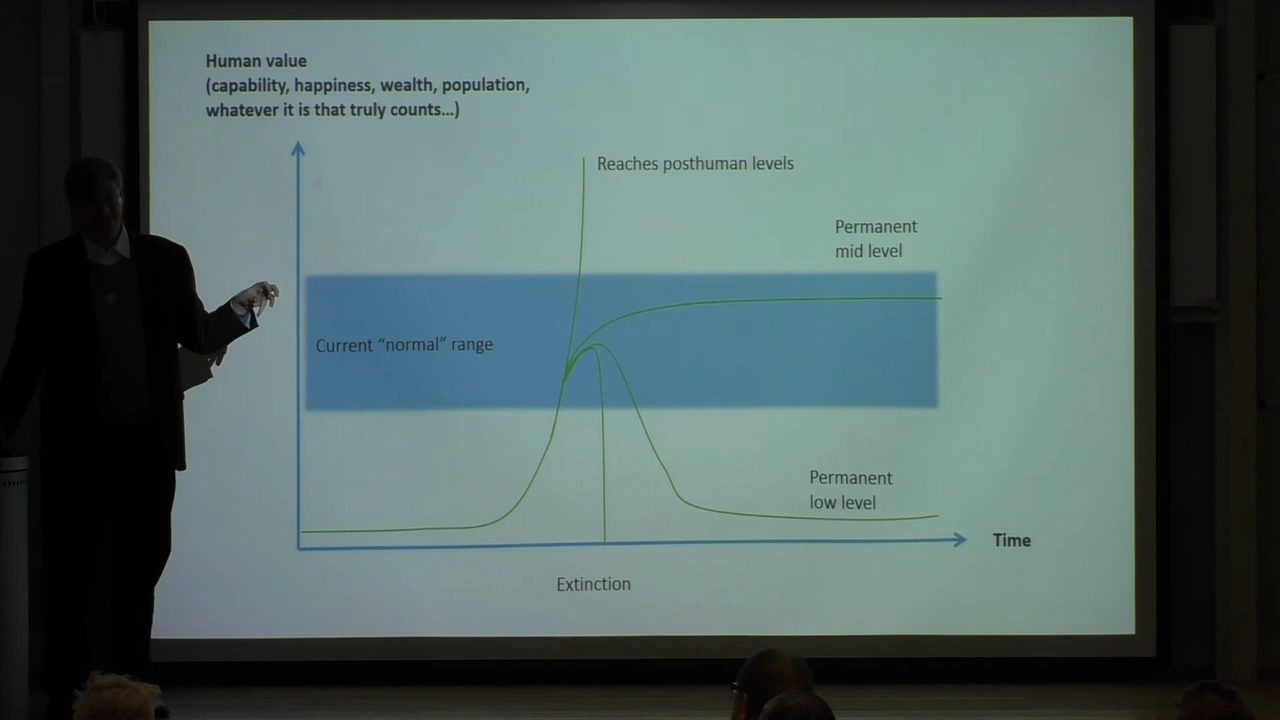 Human value
(capability, happiness, wealth, population,
whatever it is that truly counts…)
Reaches posthuman levels
Permanent
mid level
Current “normal” range
Permanent
low level
Time
Extinction